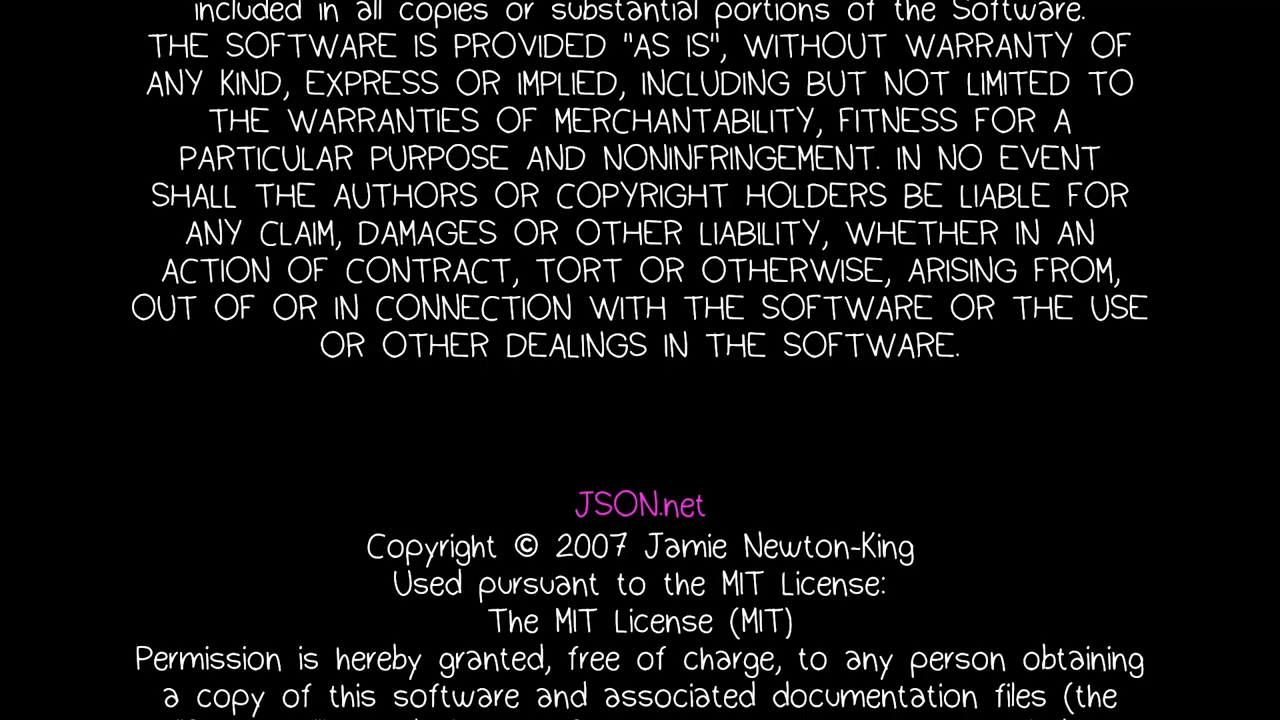 included in all copies or substantial portions of the Software.
THE SOFTWARE IS PROVIDED "AS IS", WITHOUT WARRANTY OF
ANY KIND, EXPRESS OR IMPLIED, INCLUDING BUT NOT LIMITED TO
THE WARRANTIES OF MERCHANTABILITY, FITNESS FOR A
PARTICULAR PURPOSE AND NONINFRINGEMENT. IN NO EVENT
SHALL THE AUTHORS OR COPYRIGHT HOLDERS BE LIABLE FOR
ANY CLAIM, DAMAGES OR OTHER LIABILITY, WHETHER IN AN
ACTION OF CONTRACT, TORT OR OTHERWISE, ARISING FROM,
OUT OF OR IN CONNECTION WITH THE SOFTWARE OR THE USE
OR OTHER DEALINGS IN THE SOFTWARE.
JSON.net
Copyright © 2007 Jamie Newton-King
Used pursuant to the MIT License:
The MIT License (MIT)
Permission is hereby granted, free of charge, to any person obtaining
a copy of this software and associated documentation files (the